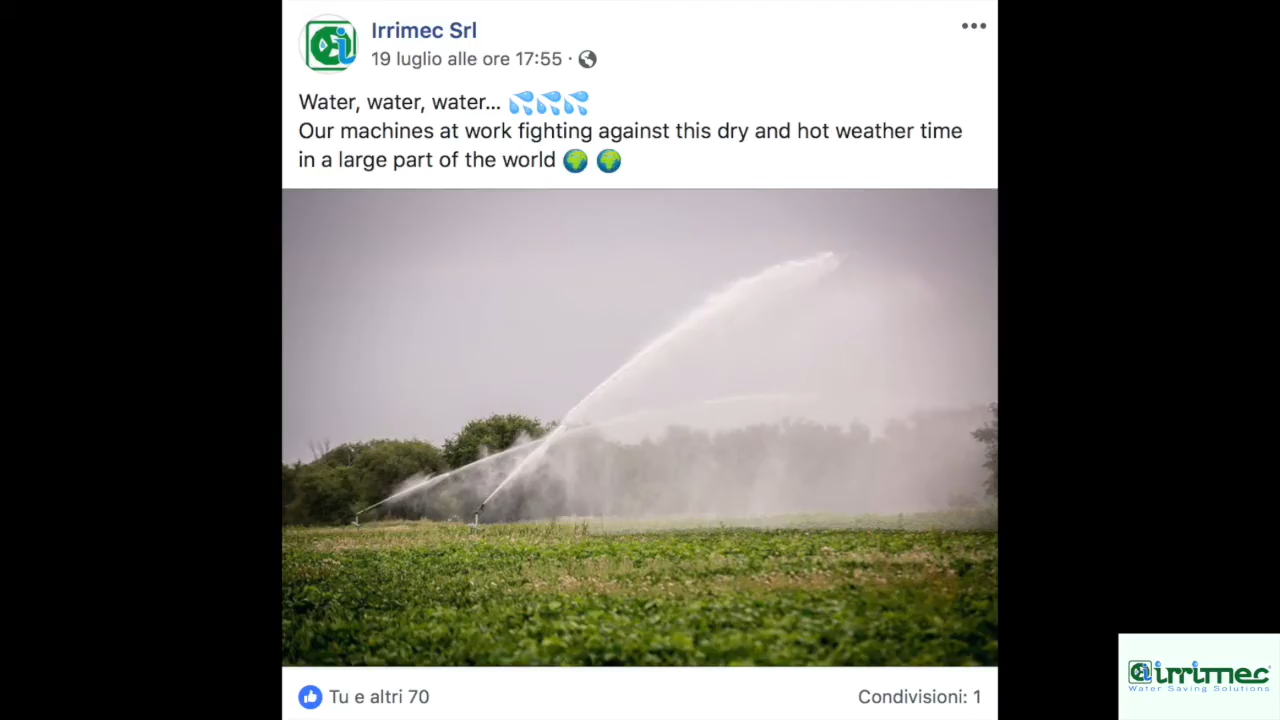 Irrimec Srl
19 luglio alle ore 17:55 ·
Water, water, water... 💦💦💦
Our machines at work fighting against this dry and hot weather time
in a large part of the world 🌍 🌍
Tu e altri 70
Condivisioni: 1
irrimec
Water Saving Solutions